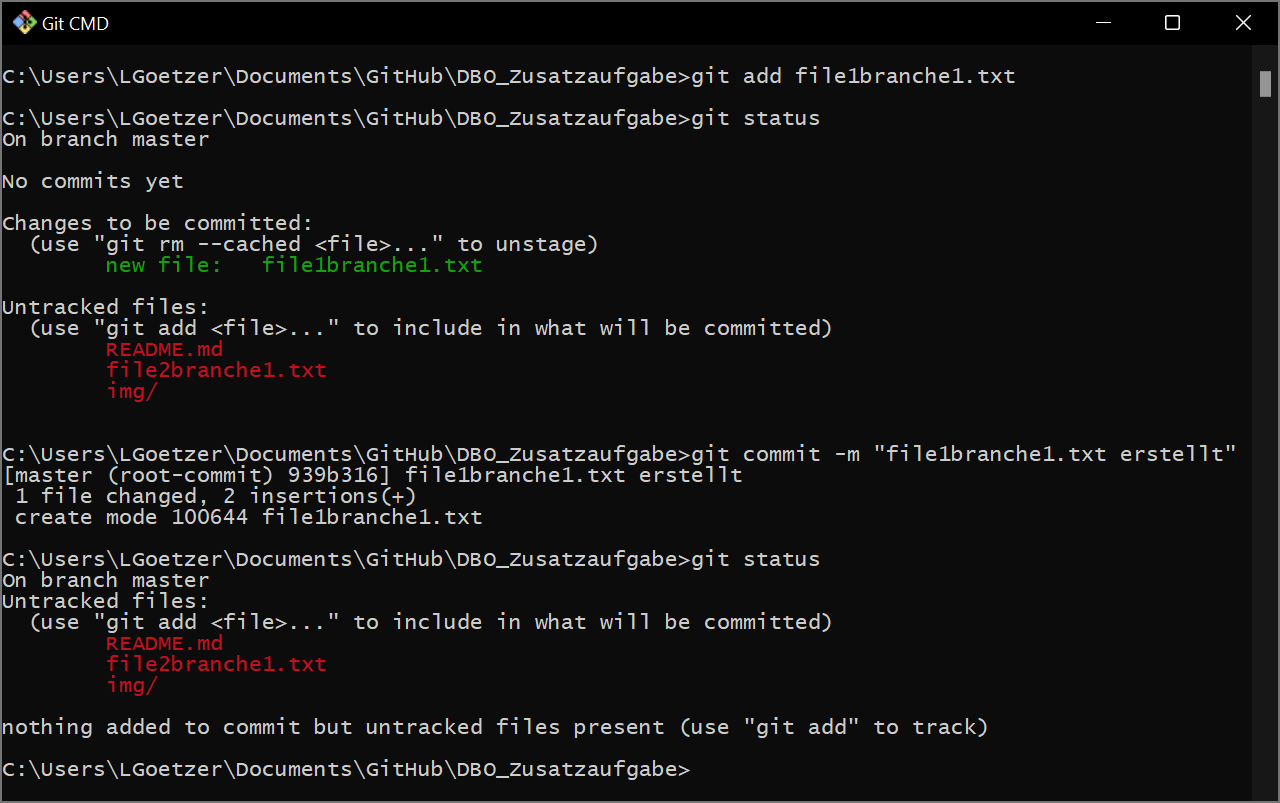 Git CMD
C:\Users\LGoetzer\Documents\GitHub\DBO_Zusatzaufgabe>git add file1branche1.txt
C:\Users\LGoetzer\Documents\GitHub\DBO_Zusatzaufgabe>git status
On branch master
No commits yet
Changes to be committed:
  (use "git rm --cached <file>..." to unstage)
        new file:   file1branche1.txt
Untracked files:
  (use "git add <file>..." to include in what will be committed)
        README.md
        file2branche1.txt
        img/
C:\Users\LGoetzer\Documents\GitHub\DBO_Zusatzaufgabe>git commit -m "file1branche1.txt erstellt"
[master (root-commit) 939b316] file1branche1.txt erstellt
 1 file changed, 2 insertions(+)
 create mode 100644 file1branche1.txt
C:\Users\LGoetzer\Documents\GitHub\DBO_Zusatzaufgabe>git status
On branch master
Untracked files:
  (use "git add <file>..." to include in what will be committed)
        README.md
        file2branche1.txt
        img/
nothing added to commit but untracked files present (use "git add" to track)
C:\Users\LGoetzer\Documents\GitHub\DBO_Zusatzaufgabe>